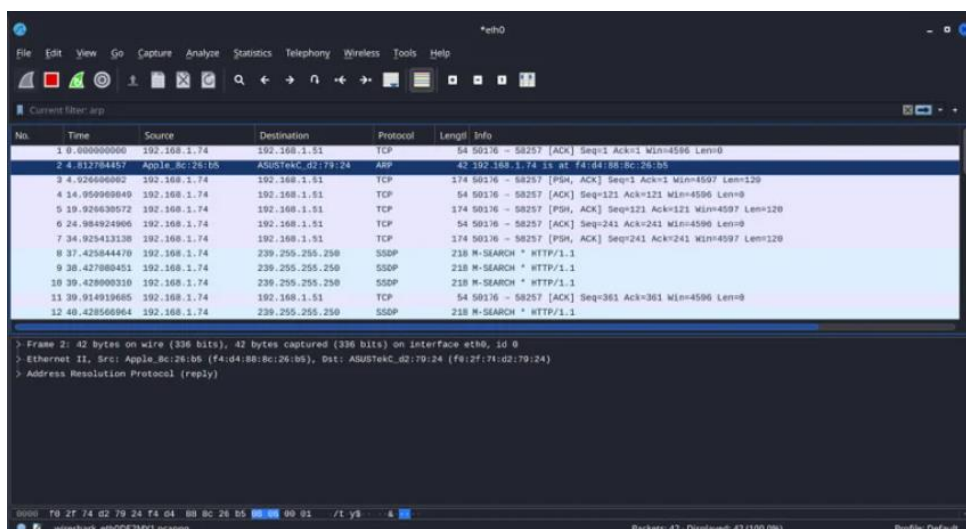 *eth0
File Edit View Go Capture Analyze Statistics Telephony Wireless Tools Help
Current filter: arp
No. Time Source Destination Protocol Lengtl Info
1 0.000000000 192.168.1.74 192.168.1.51 TCP 54 50176 → 58257 [ACK] Seq=1 Ack=1 Win=4596 Len=0
2 4.812704457 Apple_8c:26:b5 ASUSTekC_d2:79:24 ARP 42 192.168.1.74 is at f4:d4:88:8c:26:b5
3 4.926606002 192.168.1.74 192.168.1.51 TCP 174 50176 → 58257 [PSH, ACK] Seq=1 Ack=1 Win=4597 Len=120
4 14.950969849 192.168.1.74 192.168.1.51 TCP 54 50176 → 58257 [ACK] Seq=121 Ack=121 Win=4596 Len=0
5 19.926630572 192.168.1.74 192.168.1.51 TCP 174 50176 → 58257 [PSH, ACK] Seq=121 Ack=121 Win=4597 Len=120
6 24.984924906 192.168.1.74 192.168.1.51 TCP 54 50176 → 58257 [ACK] Seq=241 Ack=241 Win=4596 Len=0
7 34.925413138 192.168.1.74 192.168.1.51 TCP 174 50176 → 58257 [PSH, ACK] Seq=241 Ack=241 Win=4597 Len=120
8 37.425844470 192.168.1.74 239.255.255.250 SSDP 218 M-SEARCH * HTTP/1.1
9 38.427080451 192.168.1.74 239.255.255.250 SSDP 218 M-SEARCH * HTTP/1.1
10 39.428000310 192.168.1.74 239.255.255.250 SSDP 218 M-SEARCH * HTTP/1.1
11 39.914919685 192.168.1.74 192.168.1.51 TCP 54 50176 → 58257 [ACK] Seq=361 Ack=361 Win=4596 Len=0
12 40.428566964 192.168.1.74 239.255.255.250 SSDP 218 M-SEARCH * HTTP/1.1
Frame 2: 42 bytes on wire (336 bits), 42 bytes captured (336 bits) on interface eth0, id 0
Ethernet II, Src: Apple_8c:26:b5 (f4:d4:88:8c:26:b5), Dst: ASUSTekC_d2:79:24 (f0:2f:74:d2:79:24)
Address Resolution Protocol (reply)
0000 f0 2f 74 d2 79 24 f4 d4 88 8c 26 b5 08 06 00 01
Packets: 42 · Displayed: 42 (100.0%) Profile: Default